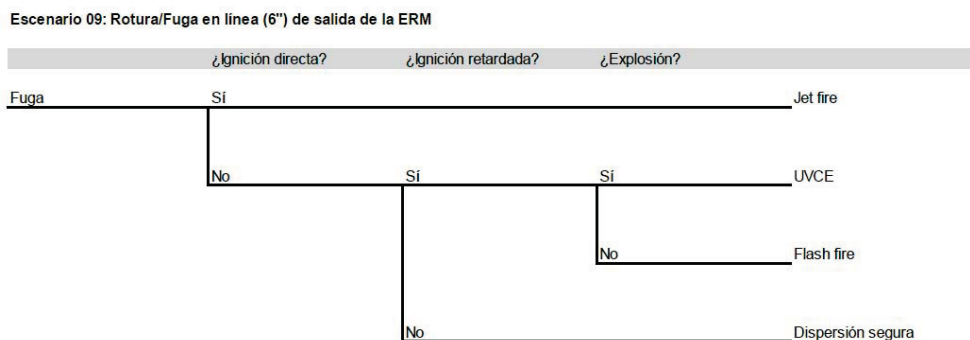 Escenario 09: Rotura/Fuga en línea (6") de salida de la ERM
¿Ignición directa? ¿Ignición retardada? ¿Explosión?
Fuga Sí Jet fire
No Sí Sí UVCE
No Flash fire
No Dispersión segura